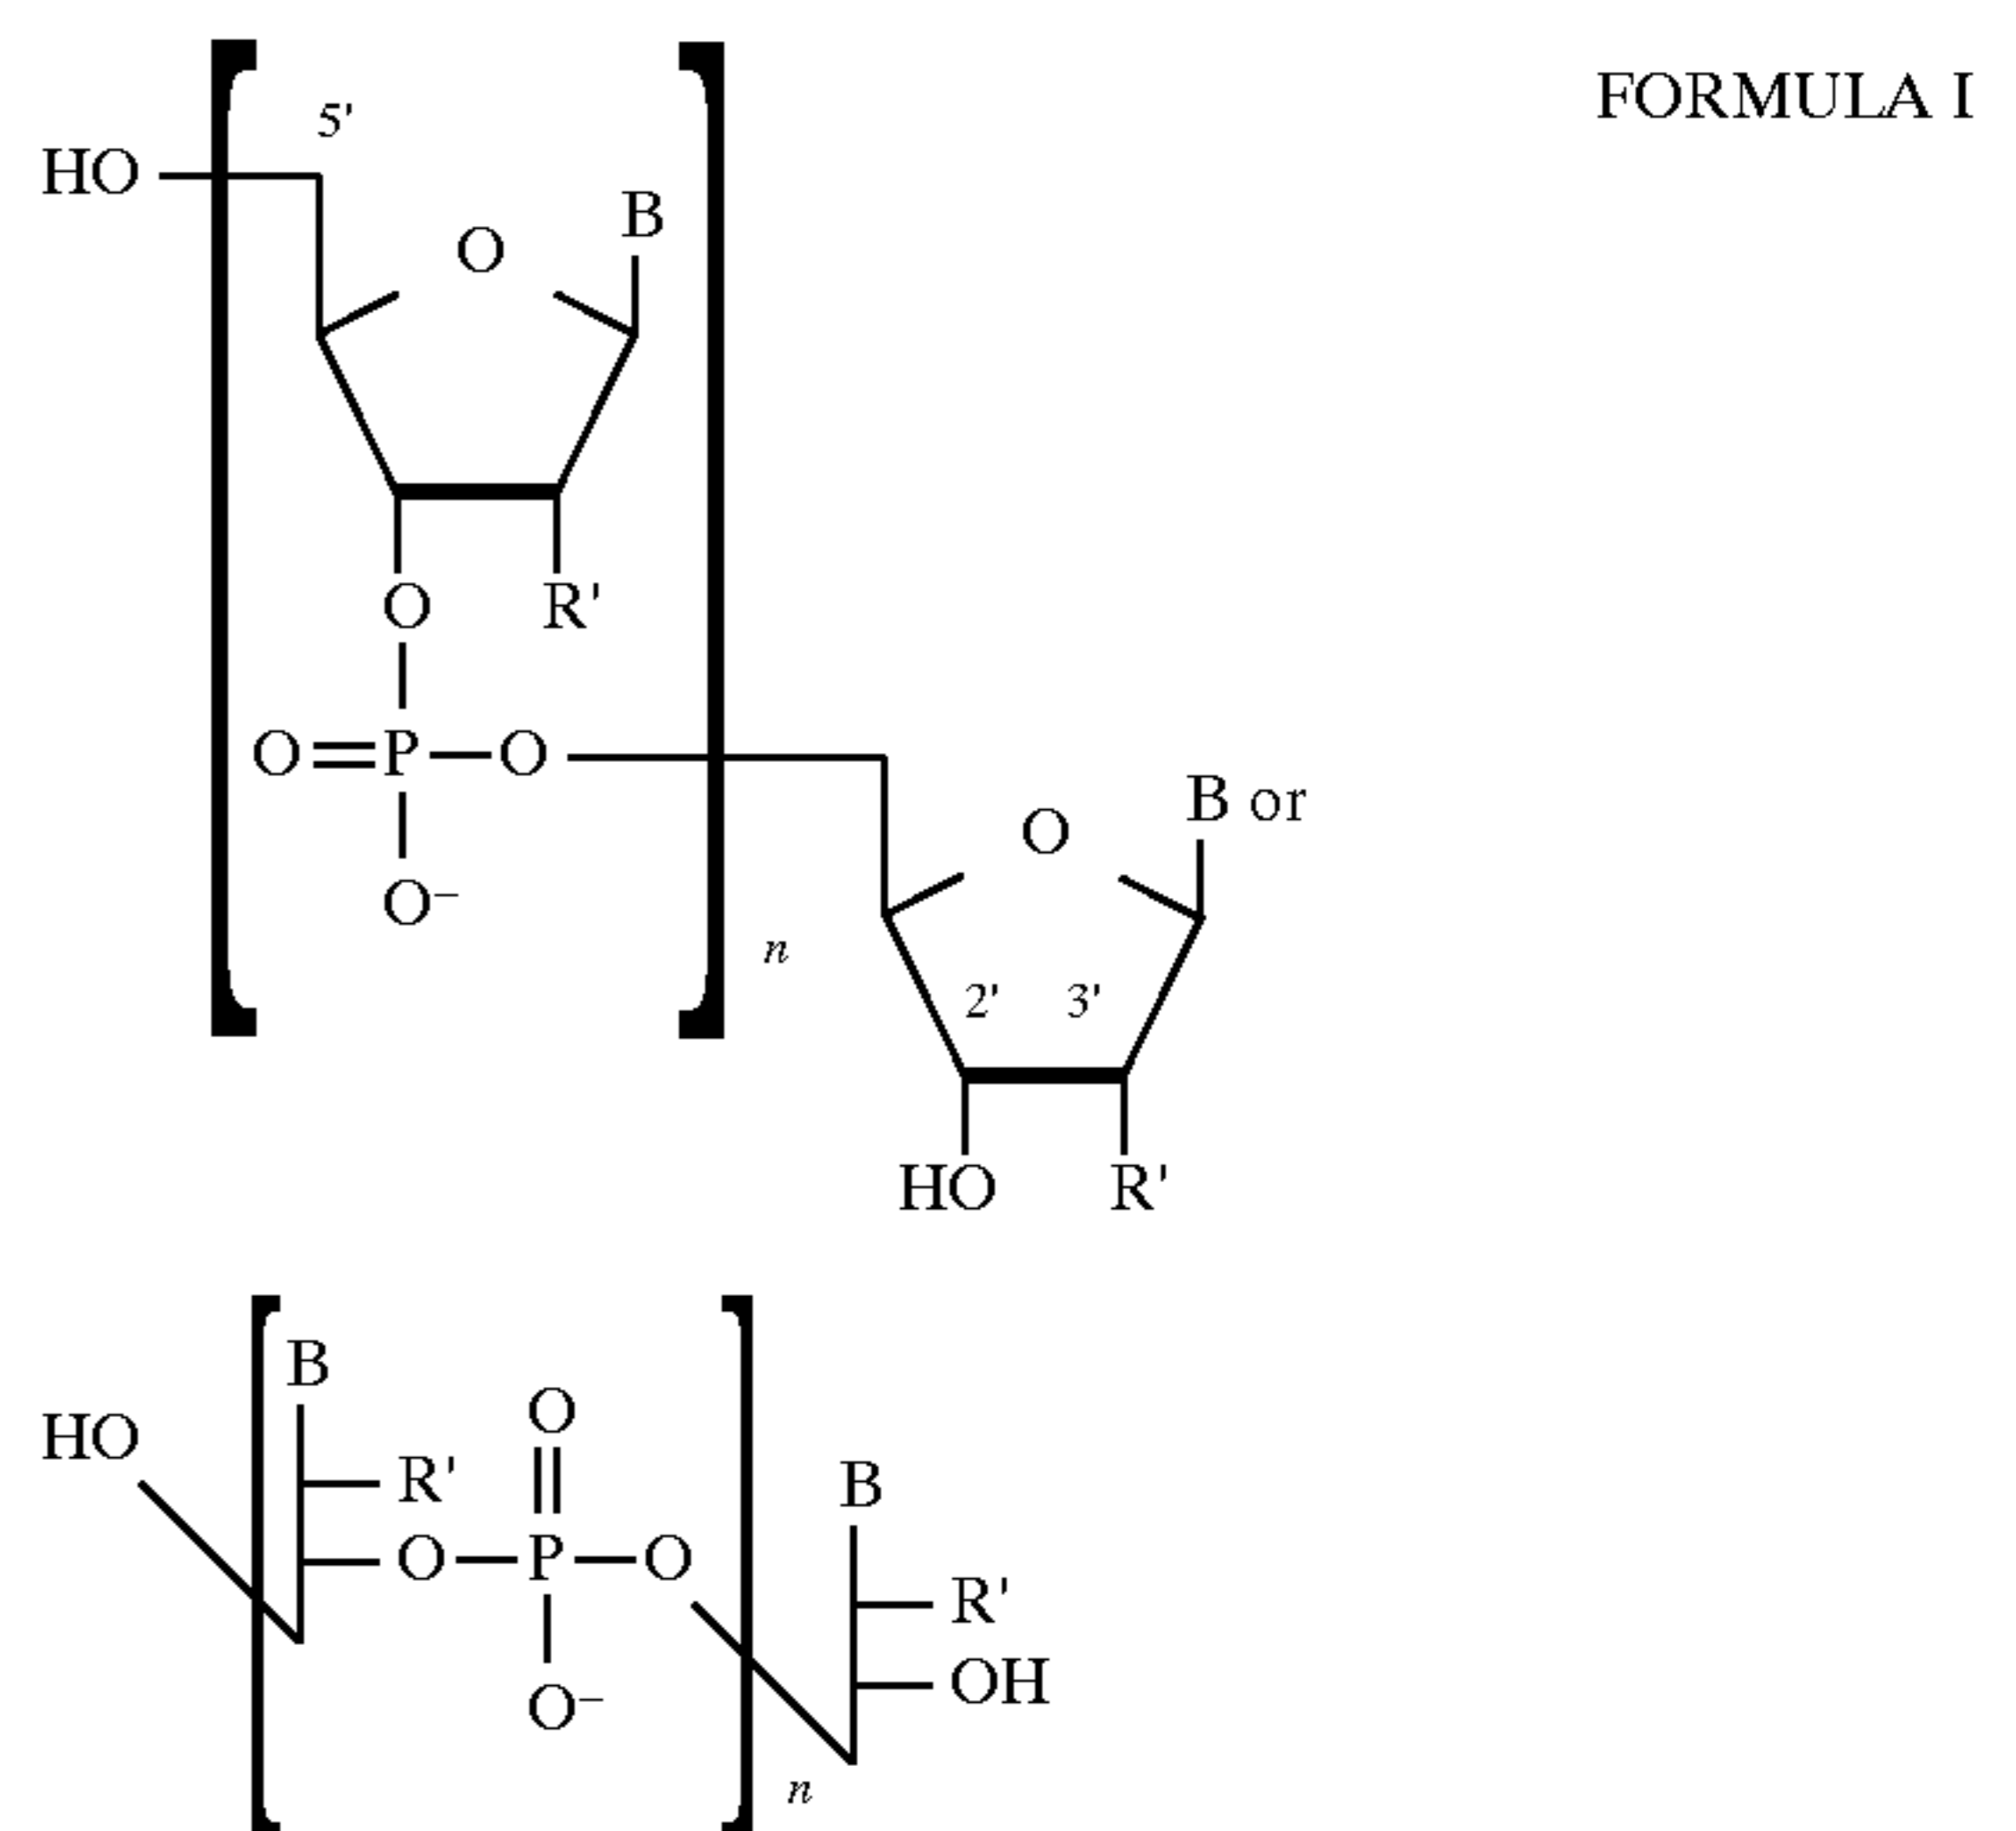 FORMULA I
5'
HO
B
O
O R'
O P O
O−
n
B or
O
2' 3'
HO R'
B
HO O
R' B
O P O
R'
O− OH
n